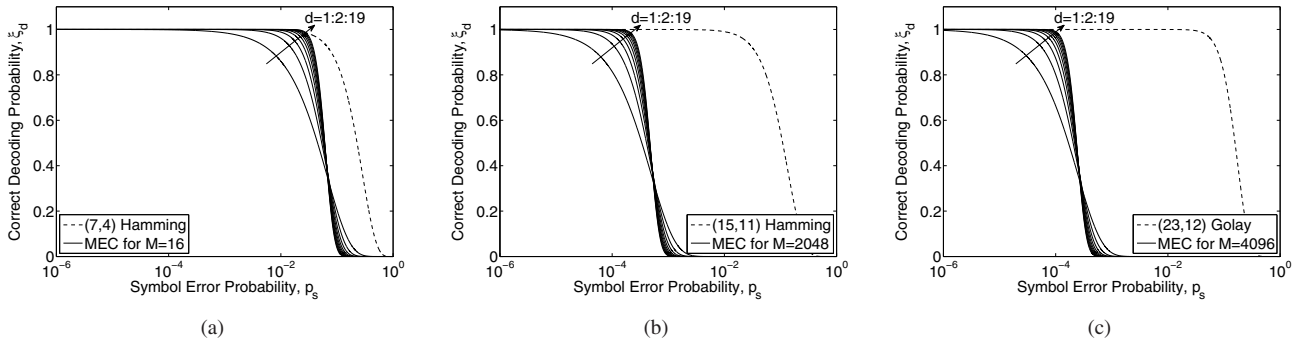 d=1:2:19
Correct Decoding Probability, ξd
1
0.8
0.6
0.4
0.2
0
(7,4) Hamming
MEC for M=16
10^-6
10^-4
10^-2
10^0
Symbol Error Probability, ps
(a)
d=1:2:19
Correct Decoding Probability, ξd
1
0.8
0.6
0.4
0.2
0
(15,11) Hamming
MEC for M=2048
10^-6
10^-4
10^-2
10^0
Symbol Error Probability, ps
(b)
d=1:2:19
Correct Decoding Probability, ξd
1
0.8
0.6
0.4
0.2
0
(23,12) Golay
MEC for M=4096
10^-6
10^-4
10^-2
10^0
Symbol Error Probability, ps
(c)